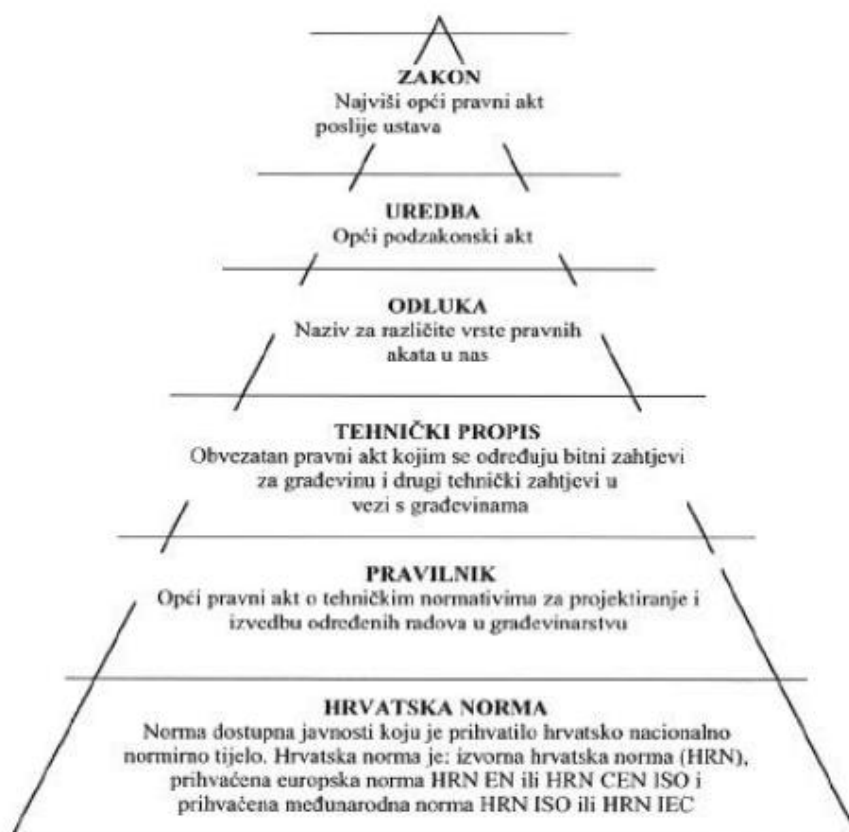 ZAKON
Najviši opći pravni akt
poslije ustava
UREDBA
Opći podzakonski akt
ODLUKA
Naziv za različite vrste pravnih
akata u nas
TEHNIČKI PROPIS
Obvezatan pravni akt kojim se određuju bitni zahtjevi
za građevinu i drugi tehnički zahtjevi u
vezi s građevinama
PRAVILNIK
Opći pravni akt o tehničkim normativima za projektiranje i
izvedbu određenih radova u građevinarstvu
HRVATSKA NORMA
Norma dostupna javnosti koju je prihvatilo hrvatsko nacionalno
normirno tijelo. Hrvatska norma je: izvorna hrvatska norma (HRN),
prihvaćena europska norma HRN EN ili HRN CEN ISO i
prihvaćena međunarodna norma HRN ISO ili HRN IEC